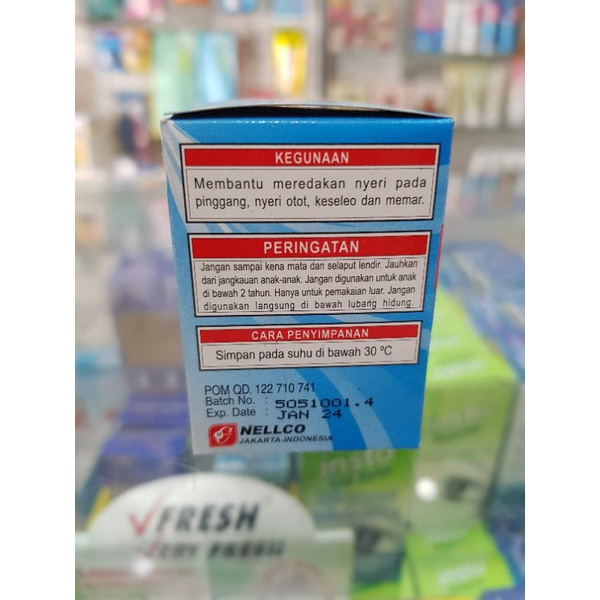 KEGUNAAN
Membantu meredakan nyeri pada
pinggang, nyeri otot, keseleo dan memar.
PERINGATAN
Jangan sampai kena mata dan selaput lendir. Jauhkan
dari jangkauan anak-anak. Jangan digunakan untuk anak
di bawah 2 tahun. Hanya untuk pemakaian luar. Jangan
digunakan langsung di bawah lubang hidung.
CARA PENYIMPANAN
Simpan pada suhu di bawah 30 ºC
POM QD. 122 710 741
Batch No. : 5051001.4
Exp. Date : JAN 24
NELLCO
JAKARTA-INDONESIA
insto
FRESH
VERY FRESH